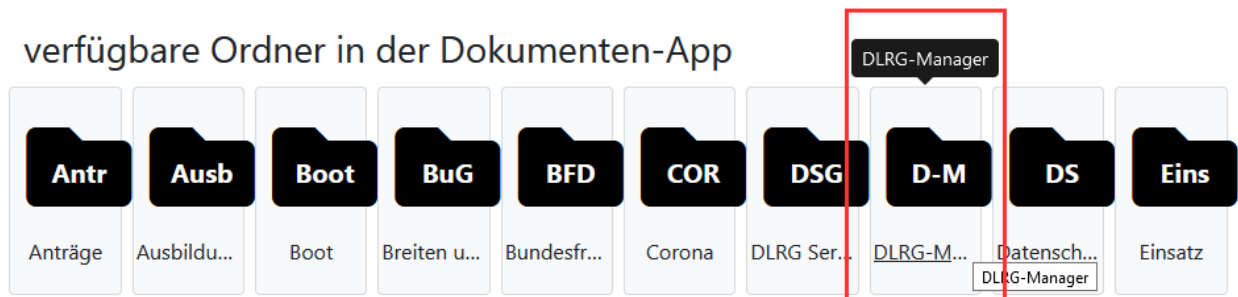 verfügbare Ordner in der Dokumenten-App
DLRG-Manager
Antr Ausb Boot BuG BFD COR DSG D-M DS Eins
Anträge Ausbildu... Boot Breiten u... Bundesfr... Corona DLRG Ser... DLRG-M... Datensch... Einsatz
DLRG-Manager